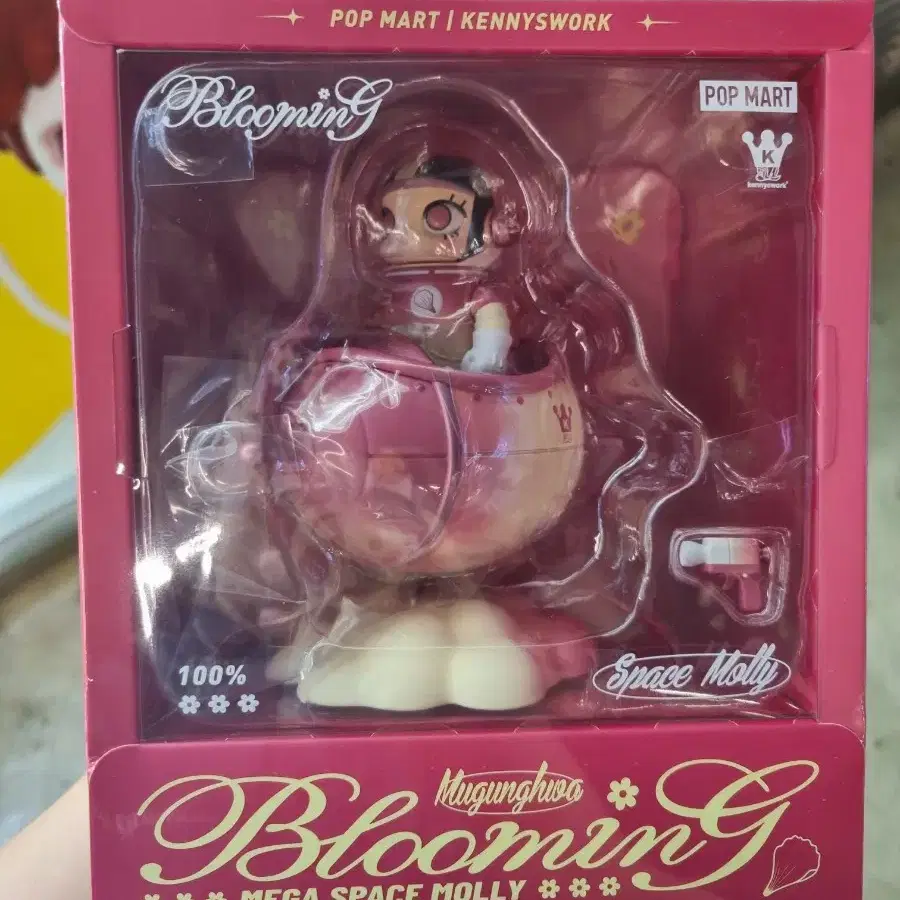 POP MART | KENNYSWORK
BloominG
POP MART
K
kennyswork
100%
Space Molly
Mugunghwa
BloominG
MEGA SPACE MOLLY